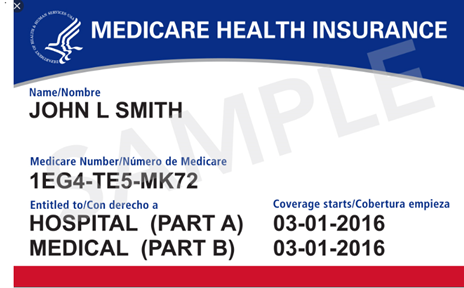 MEDICARE HEALTH INSURANCE
Name/Nombre
JOHN L SMITH
Medicare Number/Número de Medicare
1EG4-TE5-MK72
Entitled to/Con derecho a
Coverage starts/Cobertura empieza
HOSPITAL (PART A) 03-01-2016
MEDICAL (PART B) 03-01-2016
SAMPLE